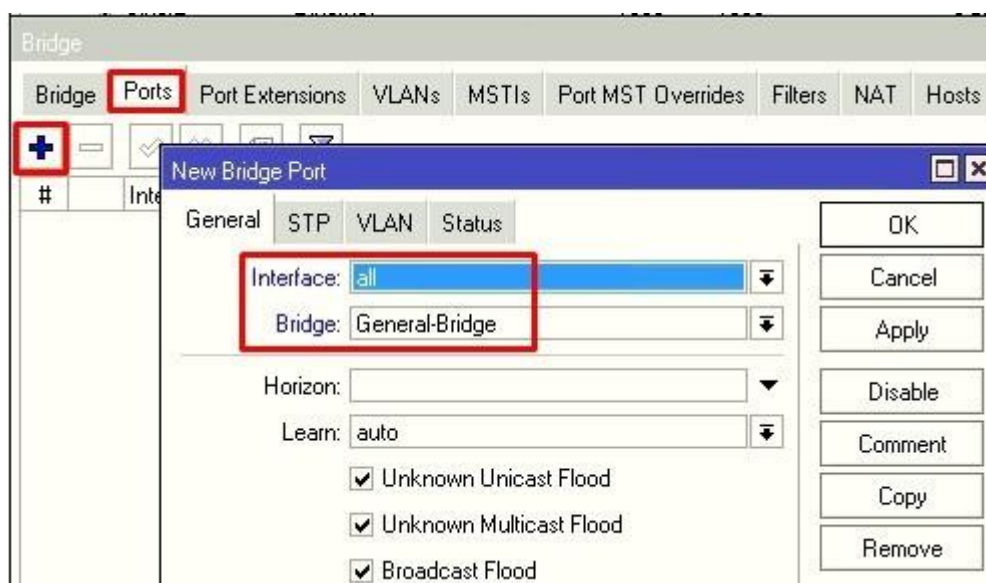 Bridge
Bridge Ports Port Extensions VLANs MSTIs Port MST Overrides Filters NAT Hosts
New Bridge Port
# Inte
General STP VLAN Status
OK
Interface: all
Cancel
Bridge: General-Bridge
Apply
Horizon:
Disable
Learn: auto
Comment
Unknown Unicast Flood
Copy
Unknown Multicast Flood
Remove
Broadcast Flood